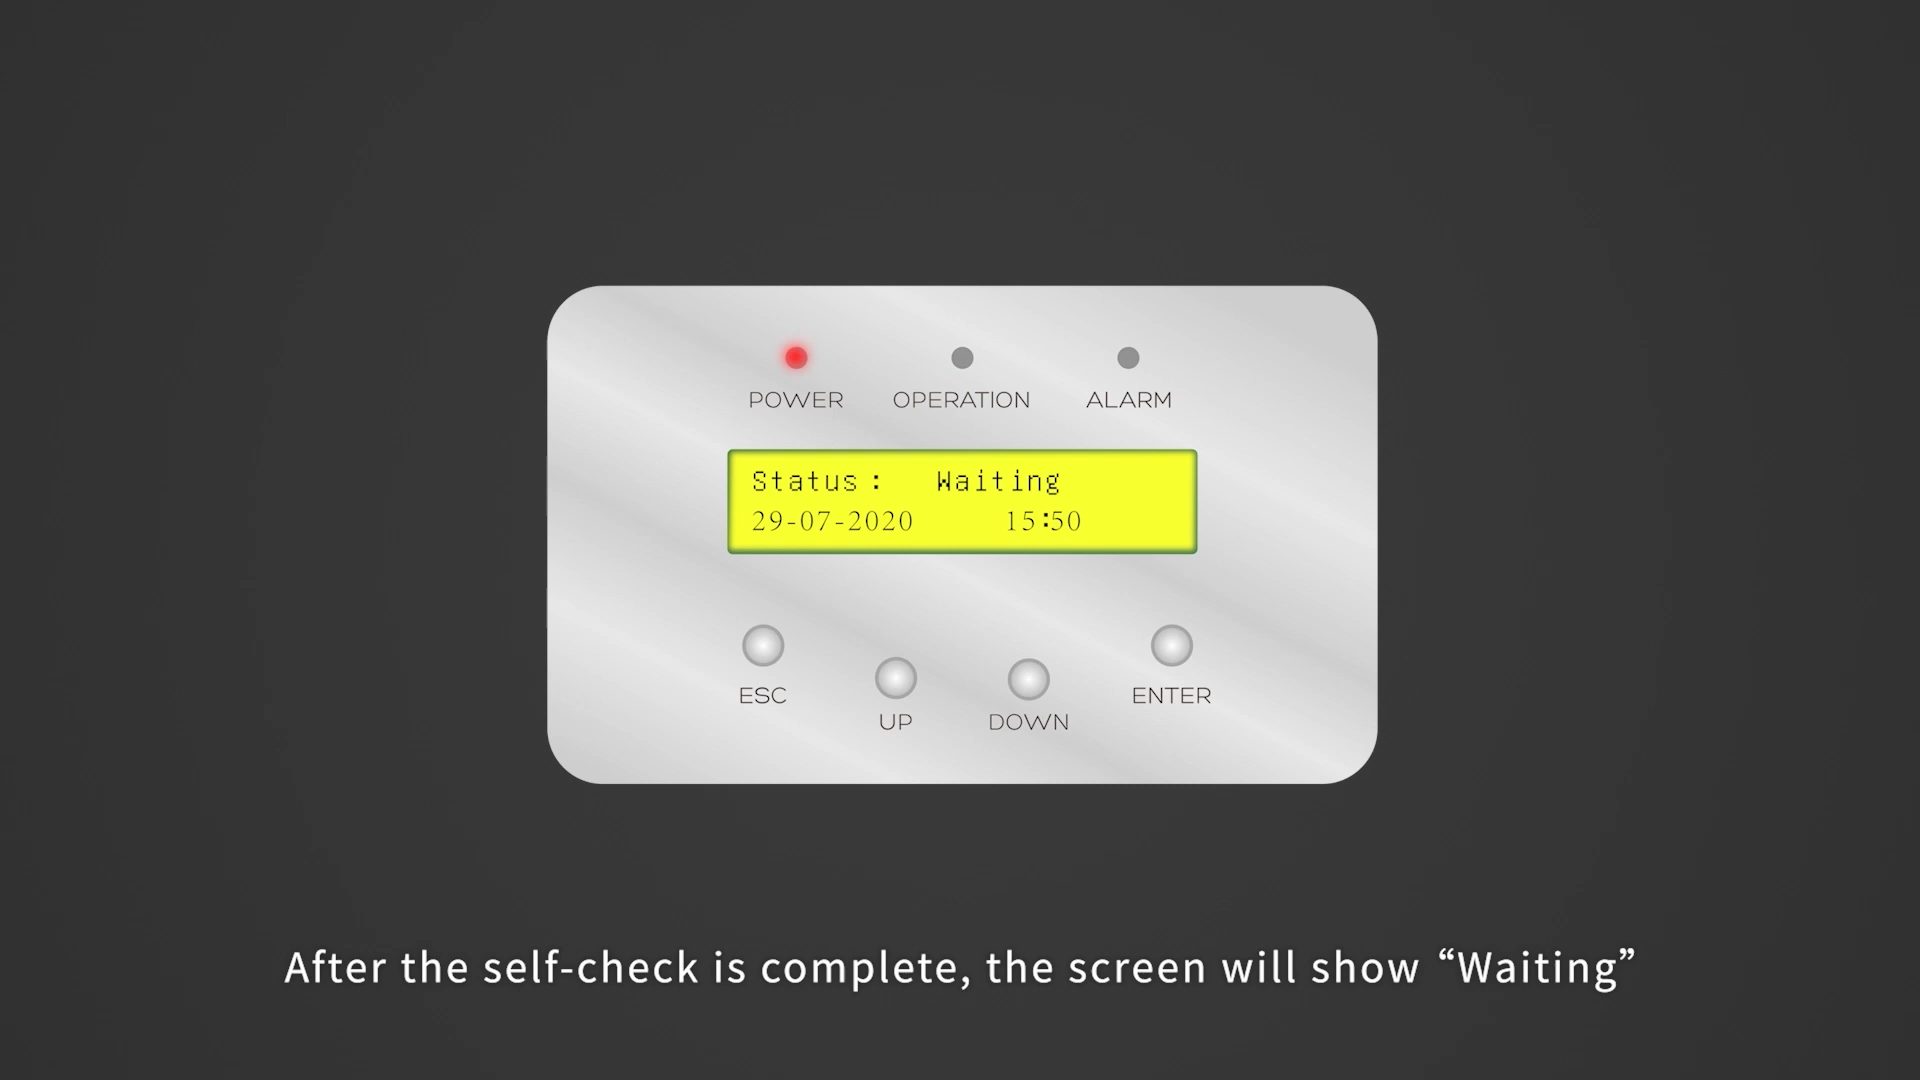 POWER OPERATION ALARM
Status: Waiting
29-07-2020 15:50
ESC UP DOWN ENTER
After the self-check is complete, the screen will show “Waiting”